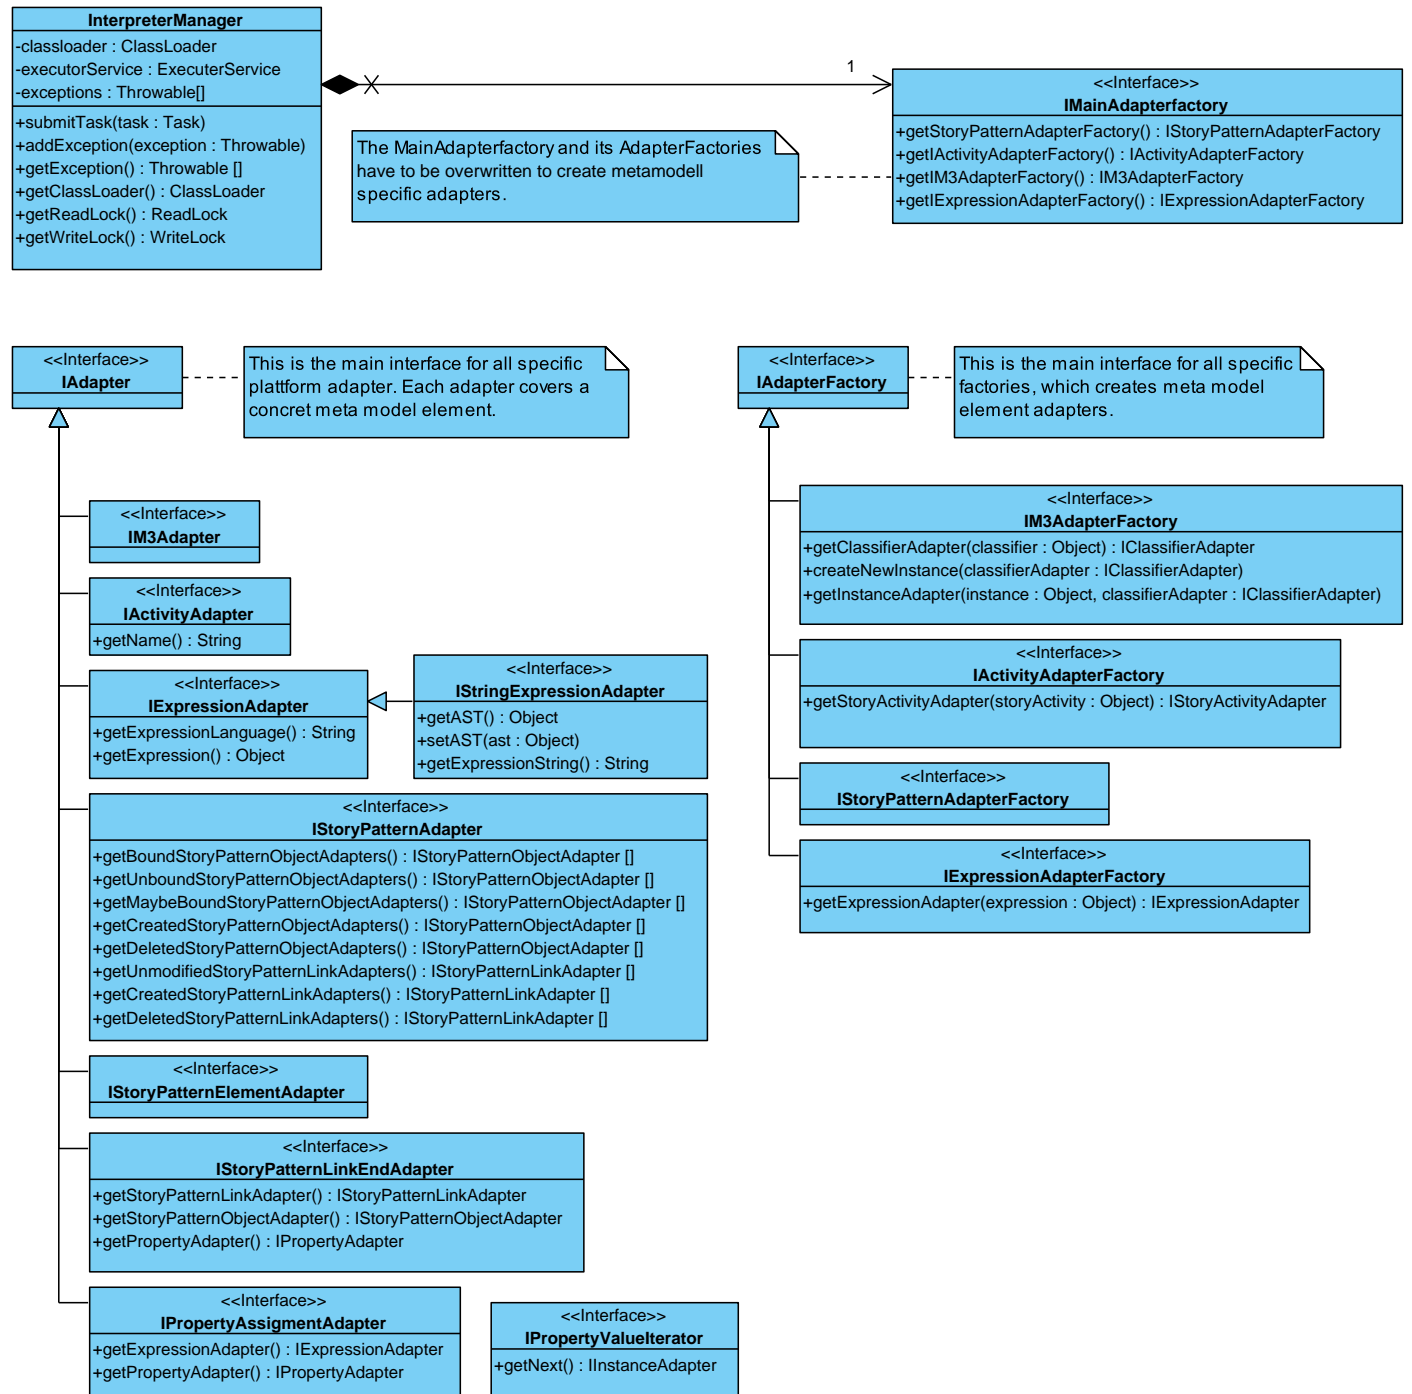 InterpreterManager
-classloader : ClassLoader
-executorService : ExecuterService
-exceptions : Throwable[]
+submitTask(task : Task)
+addException(exception : Throwable)
+getException() : Throwable []
+getClassLoader() : ClassLoader
+getReadLock() : ReadLock
+getWriteLock() : WriteLock
1
<<Interface>>
IMainAdapterfactory
+getStoryPatternAdapterFactory() : IStoryPatternAdapterFactory
+getIActivityAdapterFactory() : IActivityAdapterFactory
+getIM3AdapterFactory() : IM3AdapterFactory
+getIExpressionAdapterFactory() : IExpressionAdapterFactory
The MainAdapterfactory and its AdapterFactories
have to be overwritten to create metamodell
specific adapters.
<<Interface>>
IAdapter
This is the main interface for all specific
plattform adapter. Each adapter covers a
concret meta model element.
<<Interface>>
IAdapterFactory
This is the main interface for all specific
factories, which creates meta model
element adapters.
<<Interface>>
IM3Adapter
<<Interface>>
IActivityAdapter
+getName() : String
<<Interface>>
IExpressionAdapter
+getExpressionLanguage() : String
+getExpression() : Object
<<Interface>>
IStringExpressionAdapter
+getAST() : Object
+setAST(ast : Object)
+getExpressionString() : String
<<Interface>>
IStoryPatternAdapter
+getBoundStoryPatternObjectAdapters() : IStoryPatternObjectAdapter []
+getUnboundStoryPatternObjectAdapters() : IStoryPatternObjectAdapter []
+getMaybeBoundStoryPatternObjectAdapters() : IStoryPatternObjectAdapter []
+getCreatedStoryPatternObjectAdapters() : IStoryPatternObjectAdapter []
+getDeletedStoryPatternObjectAdapters() : IStoryPatternObjectAdapter []
+getUnmodifiedStoryPatternLinkAdapters() : IStoryPatternLinkAdapter []
+getCreatedStoryPatternLinkAdapters() : IStoryPatternLinkAdapter []
+getDeletedStoryPatternLinkAdapters() : IStoryPatternLinkAdapter []
<<Interface>>
IStoryPatternElementAdapter
<<Interface>>
IStoryPatternLinkEndAdapter
+getStoryPatternLinkAdapter() : IStoryPatternLinkAdapter
+getStoryPatternObjectAdapter() : IStoryPatternObjectAdapter
+getPropertyAdapter() : IPropertyAdapter
<<Interface>>
IPropertyAssigmentAdapter
+getExpressionAdapter() : IExpressionAdapter
+getPropertyAdapter() : IPropertyAdapter
<<Interface>>
IPropertyValueIterator
+getNext() : IInstanceAdapter
<<Interface>>
IM3AdapterFactory
+getClassifierAdapter(classifier : Object) : IClassifierAdapter
+createNewInstance(classifierAdapter : IClassifierAdapter)
+getInstanceAdapter(instance : Object, classifierAdapter : IClassifierAdapter)
<<Interface>>
IActivityAdapterFactory
+getStoryActivityAdapter(storyActivity : Object) : IStoryActivityAdapter
<<Interface>>
IStoryPatternAdapterFactory
<<Interface>>
IExpressionAdapterFactory
+getExpressionAdapter(expression : Object) : IExpressionAdapter